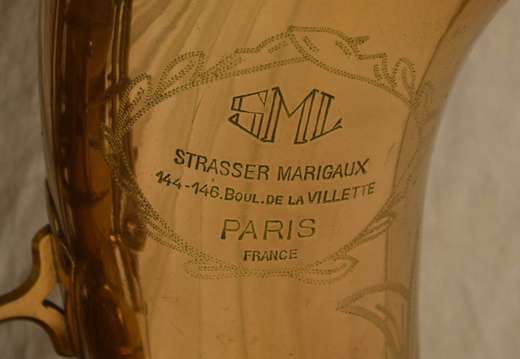 SML
STRASSER MARIGAUX
144-146.BOUL.DE LA VILLETTE
PARIS
FRANCE